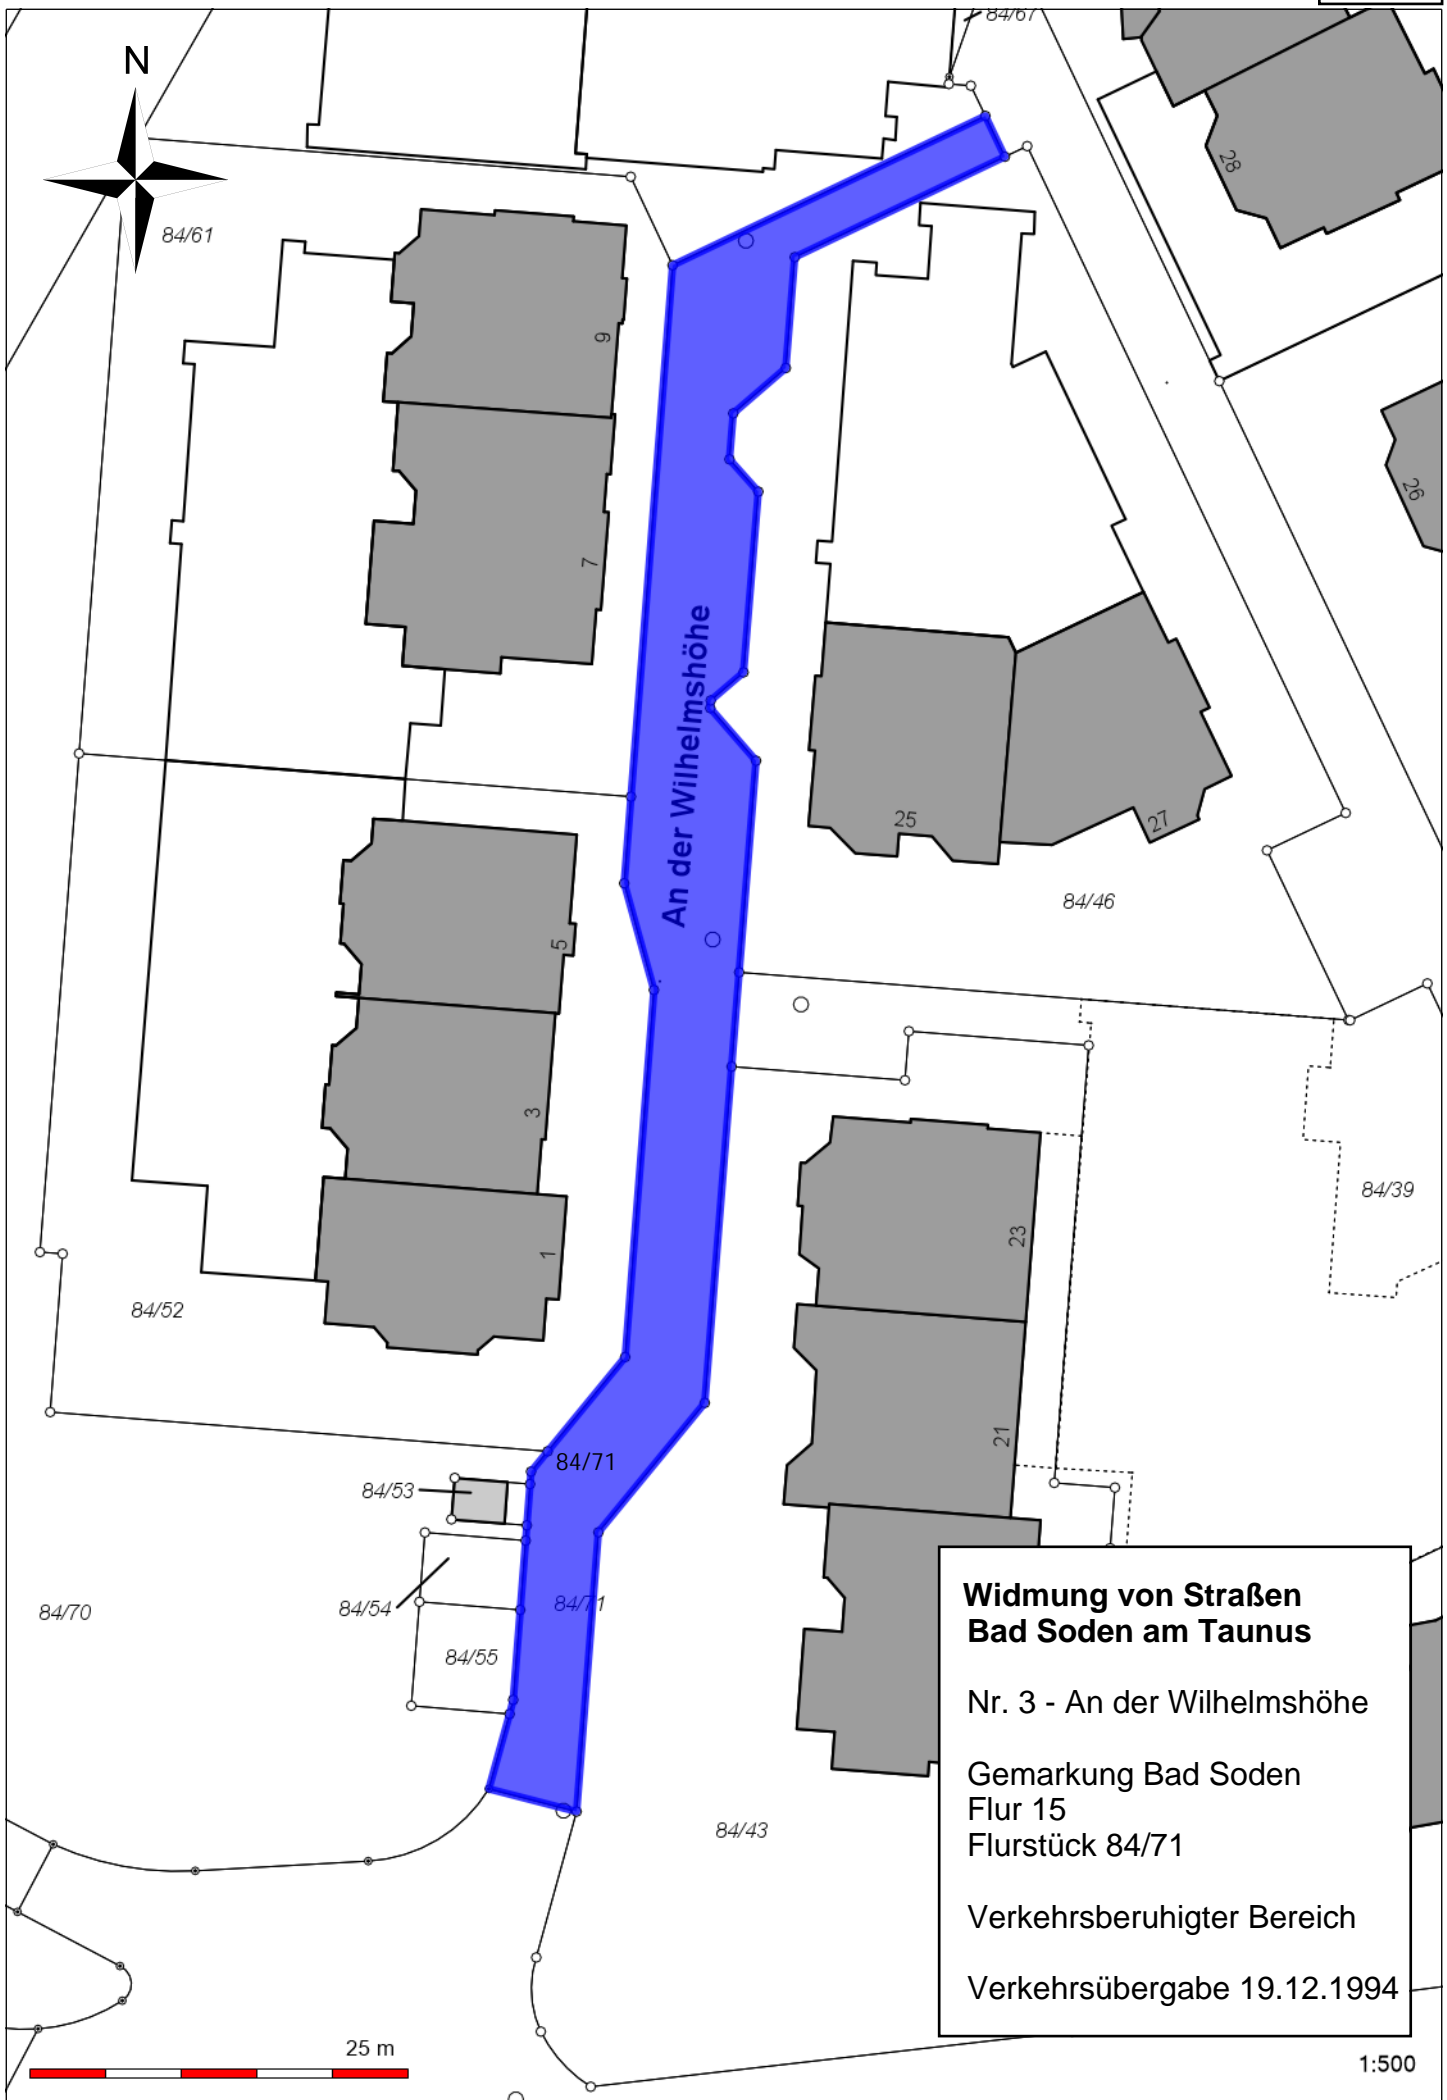 84/67
N
84/61
28
9
26
7
An der Wilhelmshöhe
25
27
84/46
5
3
84/39
23
1
84/52
21
84/71
84/53
84/54
84/71
84/70
84/55
84/43
Widmung von Straßen
Bad Soden am Taunus
Nr. 3 - An der Wilhelmshöhe
Gemarkung Bad Soden
Flur 15
Flurstück 84/71
Verkehrsberuhigter Bereich
Verkehrsübergabe 19.12.1994
25 m
1:500